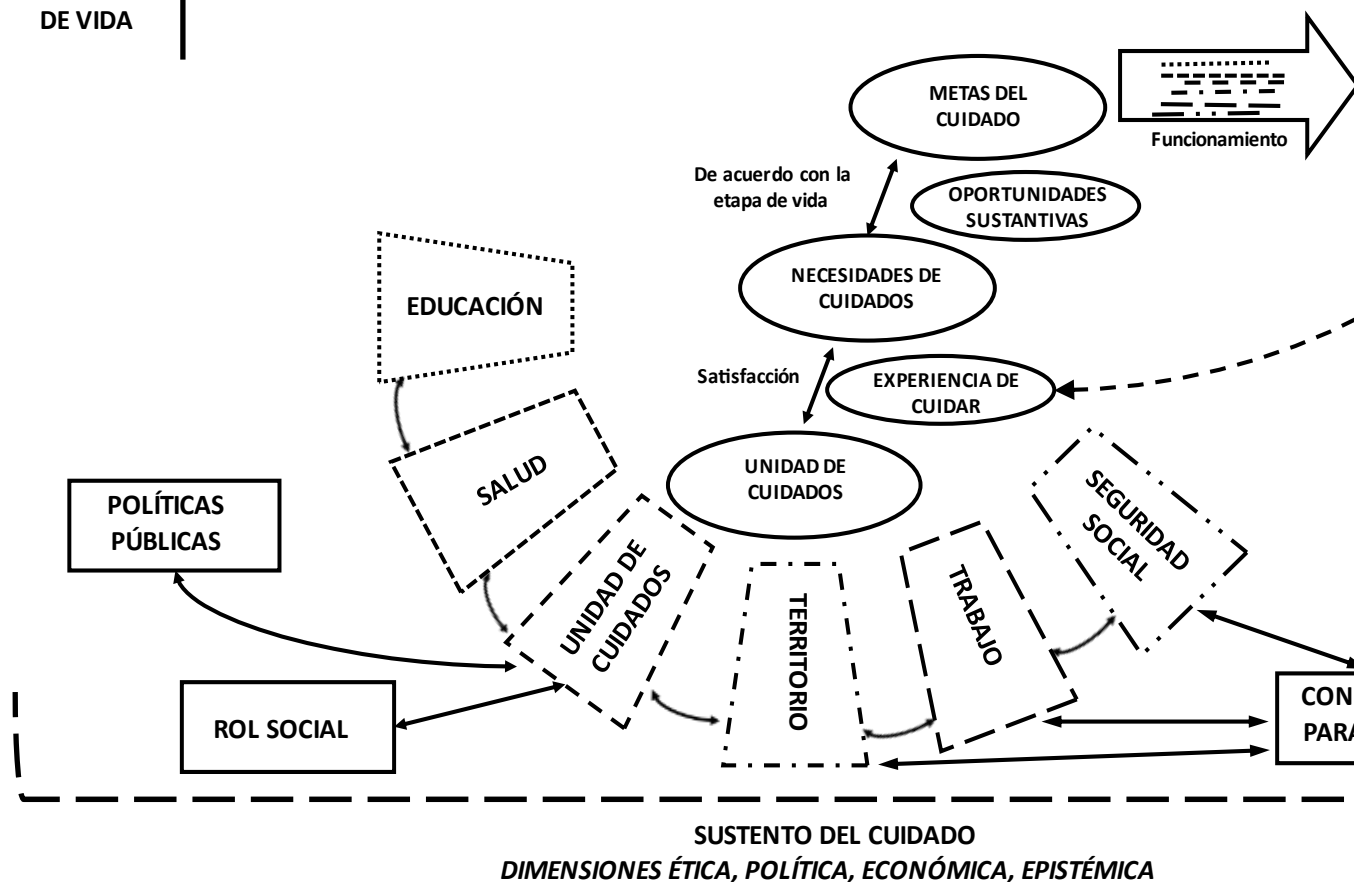 DE VIDA
METAS DEL
CUIDADO
Funcionamiento
De acuerdo con la
etapa de vida
OPORTUNIDADES
SUSTANTIVAS
NECESIDADES DE
CUIDADOS
EDUCACIÓN
Satisfacción
EXPERIENCIA DE
CUIDAR
UNIDAD DE
CUIDADOS
SALUD
SEGURIDAD
SOCIAL
POLÍTICAS
PÚBLICAS
UNIDAD DE
CUIDADOS
TERRITORIO
TRABAJO
ROL SOCIAL
CON
PARA
SUSTENTO DEL CUIDADO
DIMENSIONES ÉTICA, POLÍTICA, ECONÓMICA, EPISTÉMICA